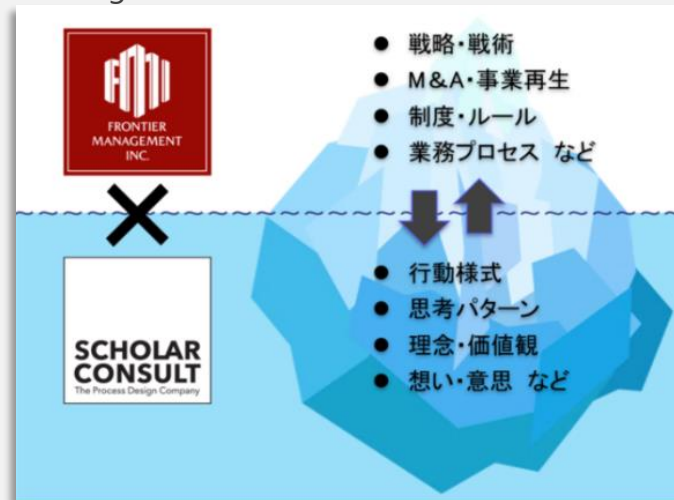 FRONTIER
MANAGEMENT
INC.
● 戦略・戦術
● M&A・事業再生
● 制度・ルール
● 業務プロセス など
SCHOLAR
CONSULT
The Process Design Company
● 行動様式
● 思考パターン
● 理念・価値観
● 想い・意思 など